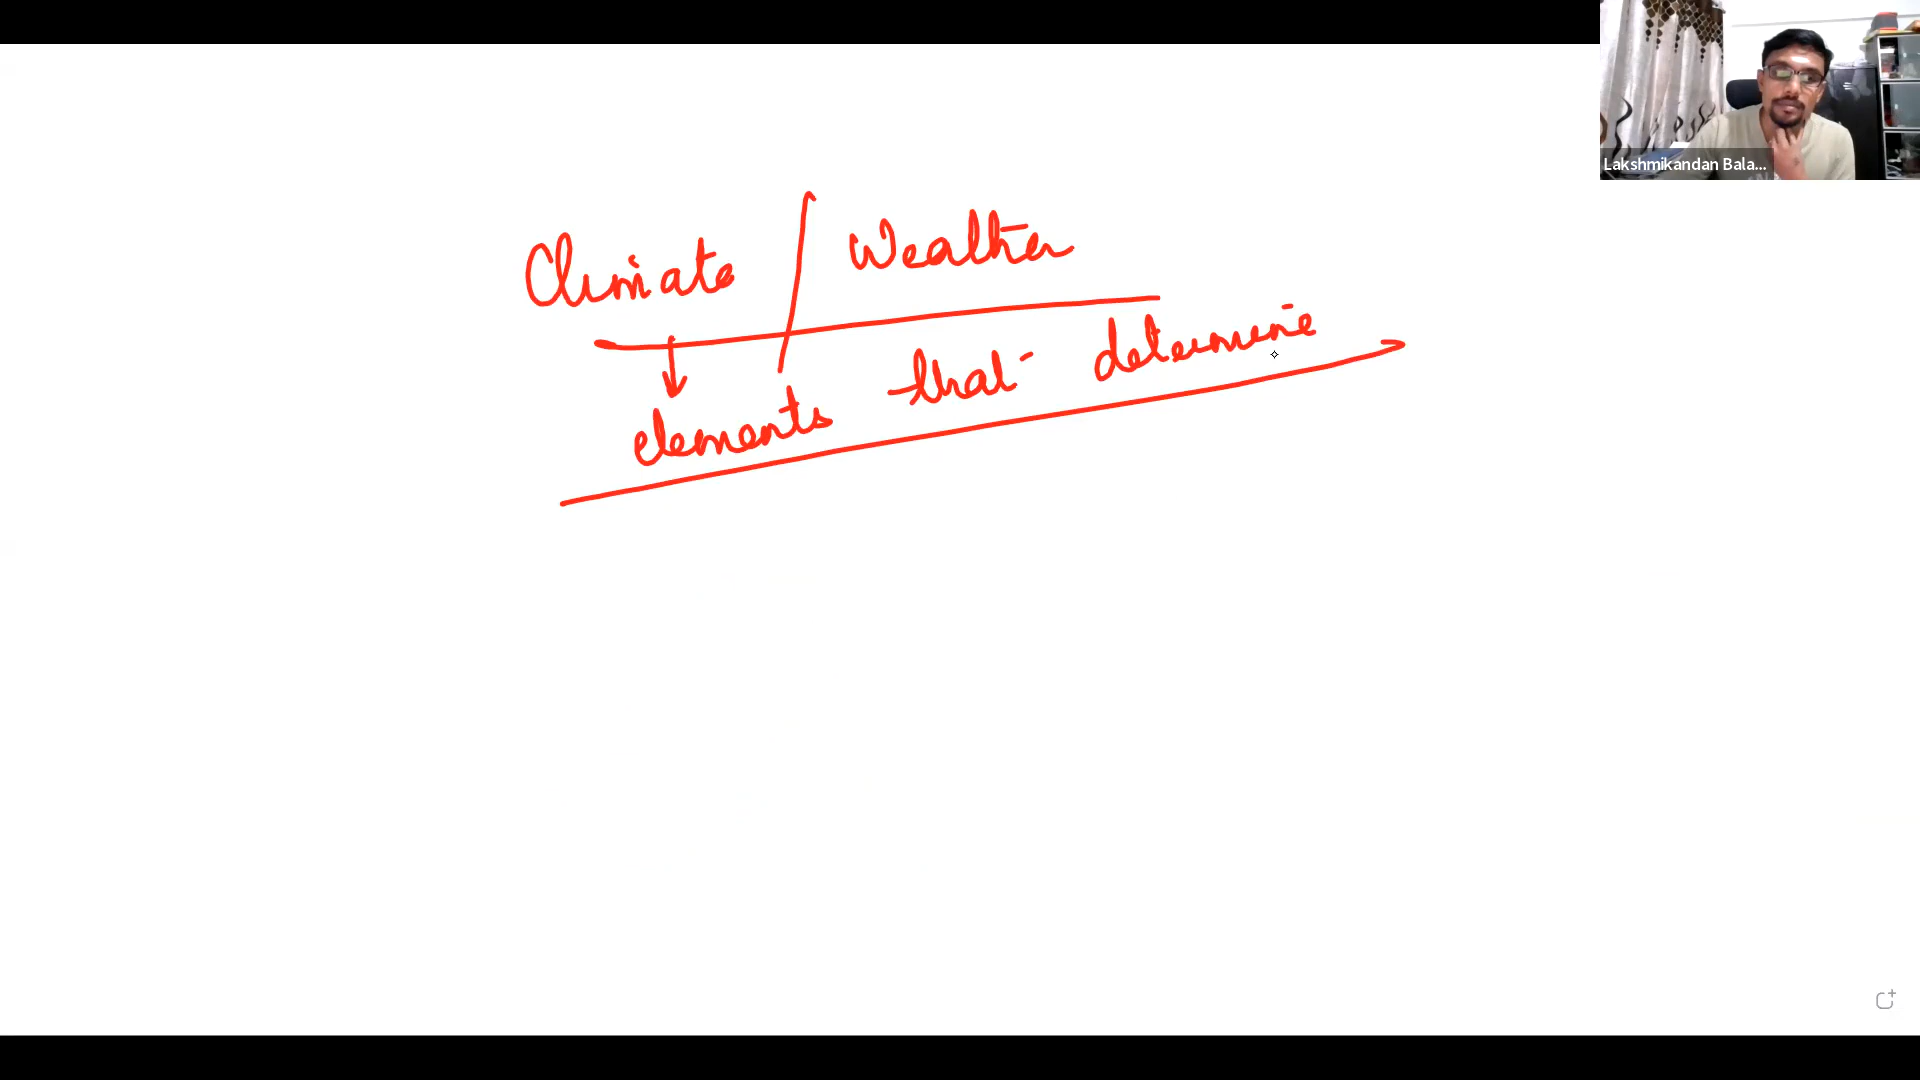 Climate / Weather
elements that determine
Lakshmikandan Bala...